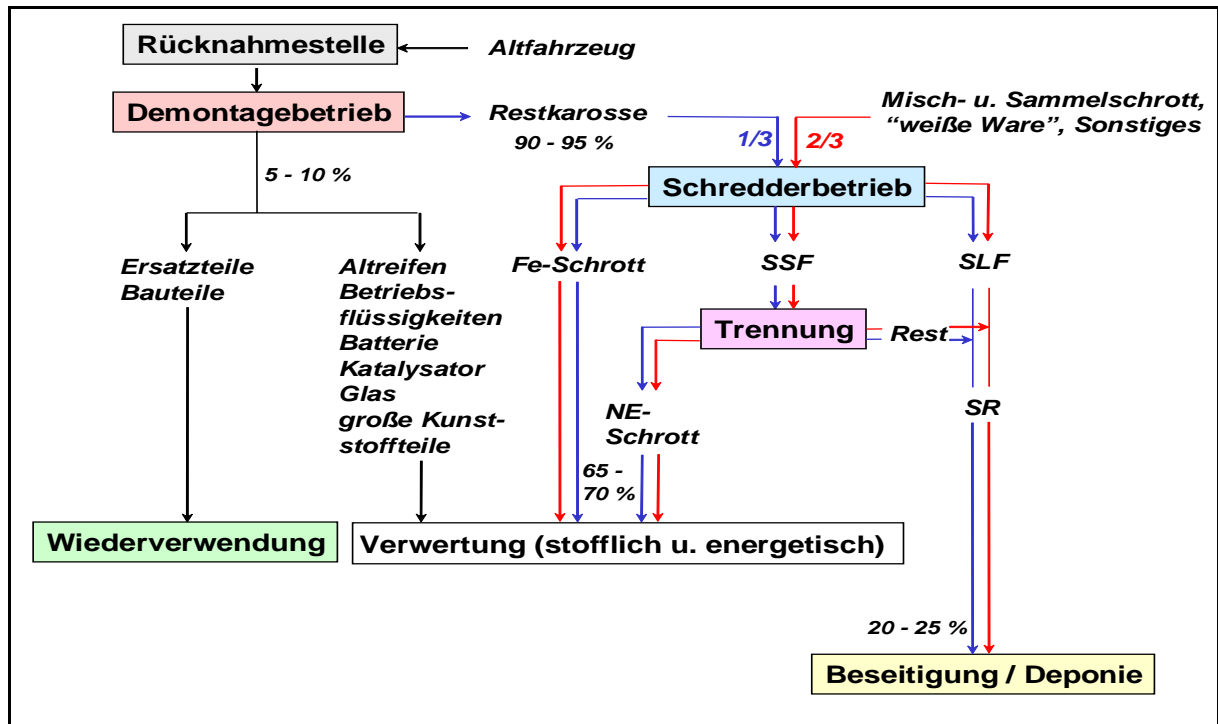 Rücknahmestelle
Altfahrzeug
Demontagebetrieb
Restkarosse
90 - 95 %
Misch- u. Sammelschrott,
“weiße Ware”, Sonstiges
1/3
2/3
5 - 10 %
Schredderbetrieb
Ersatzteile
Bauteile
Altreifen
Betriebs-
flüssigkeiten
Batterie
Katalysator
Glas
große Kunst-
stoffteile
Fe-Schrott
SSF
SLF
Trennung
Rest
NE-
Schrott
SR
65 -
70 %
Wiederverwendung
Verwertung (stofflich u. energetisch)
20 - 25 %
Beseitigung / Deponie